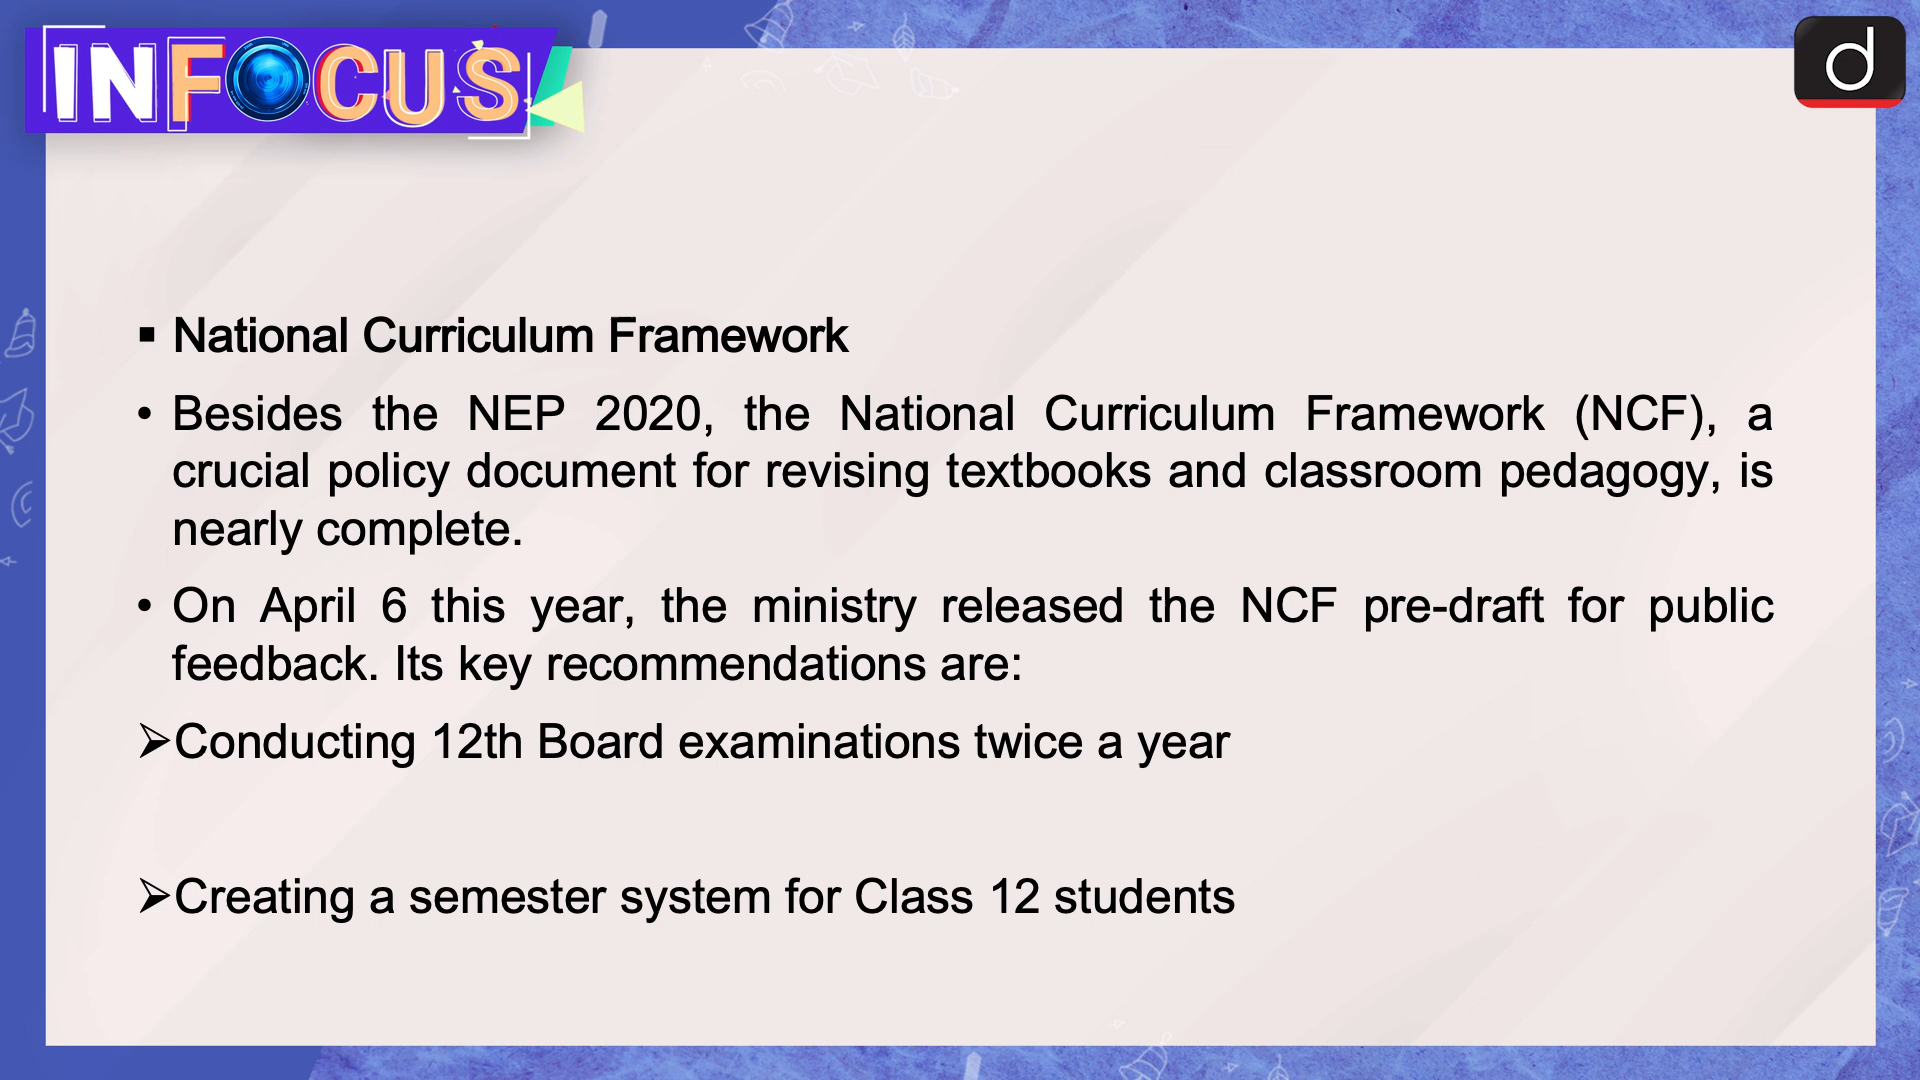 INFOCUS
d
▪ National Curriculum Framework
• Besides the NEP 2020, the National Curriculum Framework (NCF), a
crucial policy document for revising textbooks and classroom pedagogy, is
nearly complete.
• On April 6 this year, the ministry released the NCF pre-draft for public
feedback. Its key recommendations are:
➢Conducting 12th Board examinations twice a year
➢Creating a semester system for Class 12 students